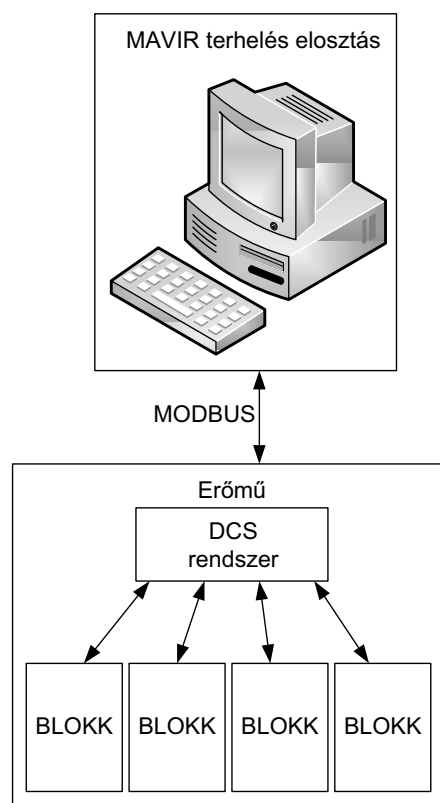 MAVIR terhelés elosztás
MODBUS
Erőmű
DCS
rendszer
BLOKK BLOKK BLOKK BLOKK